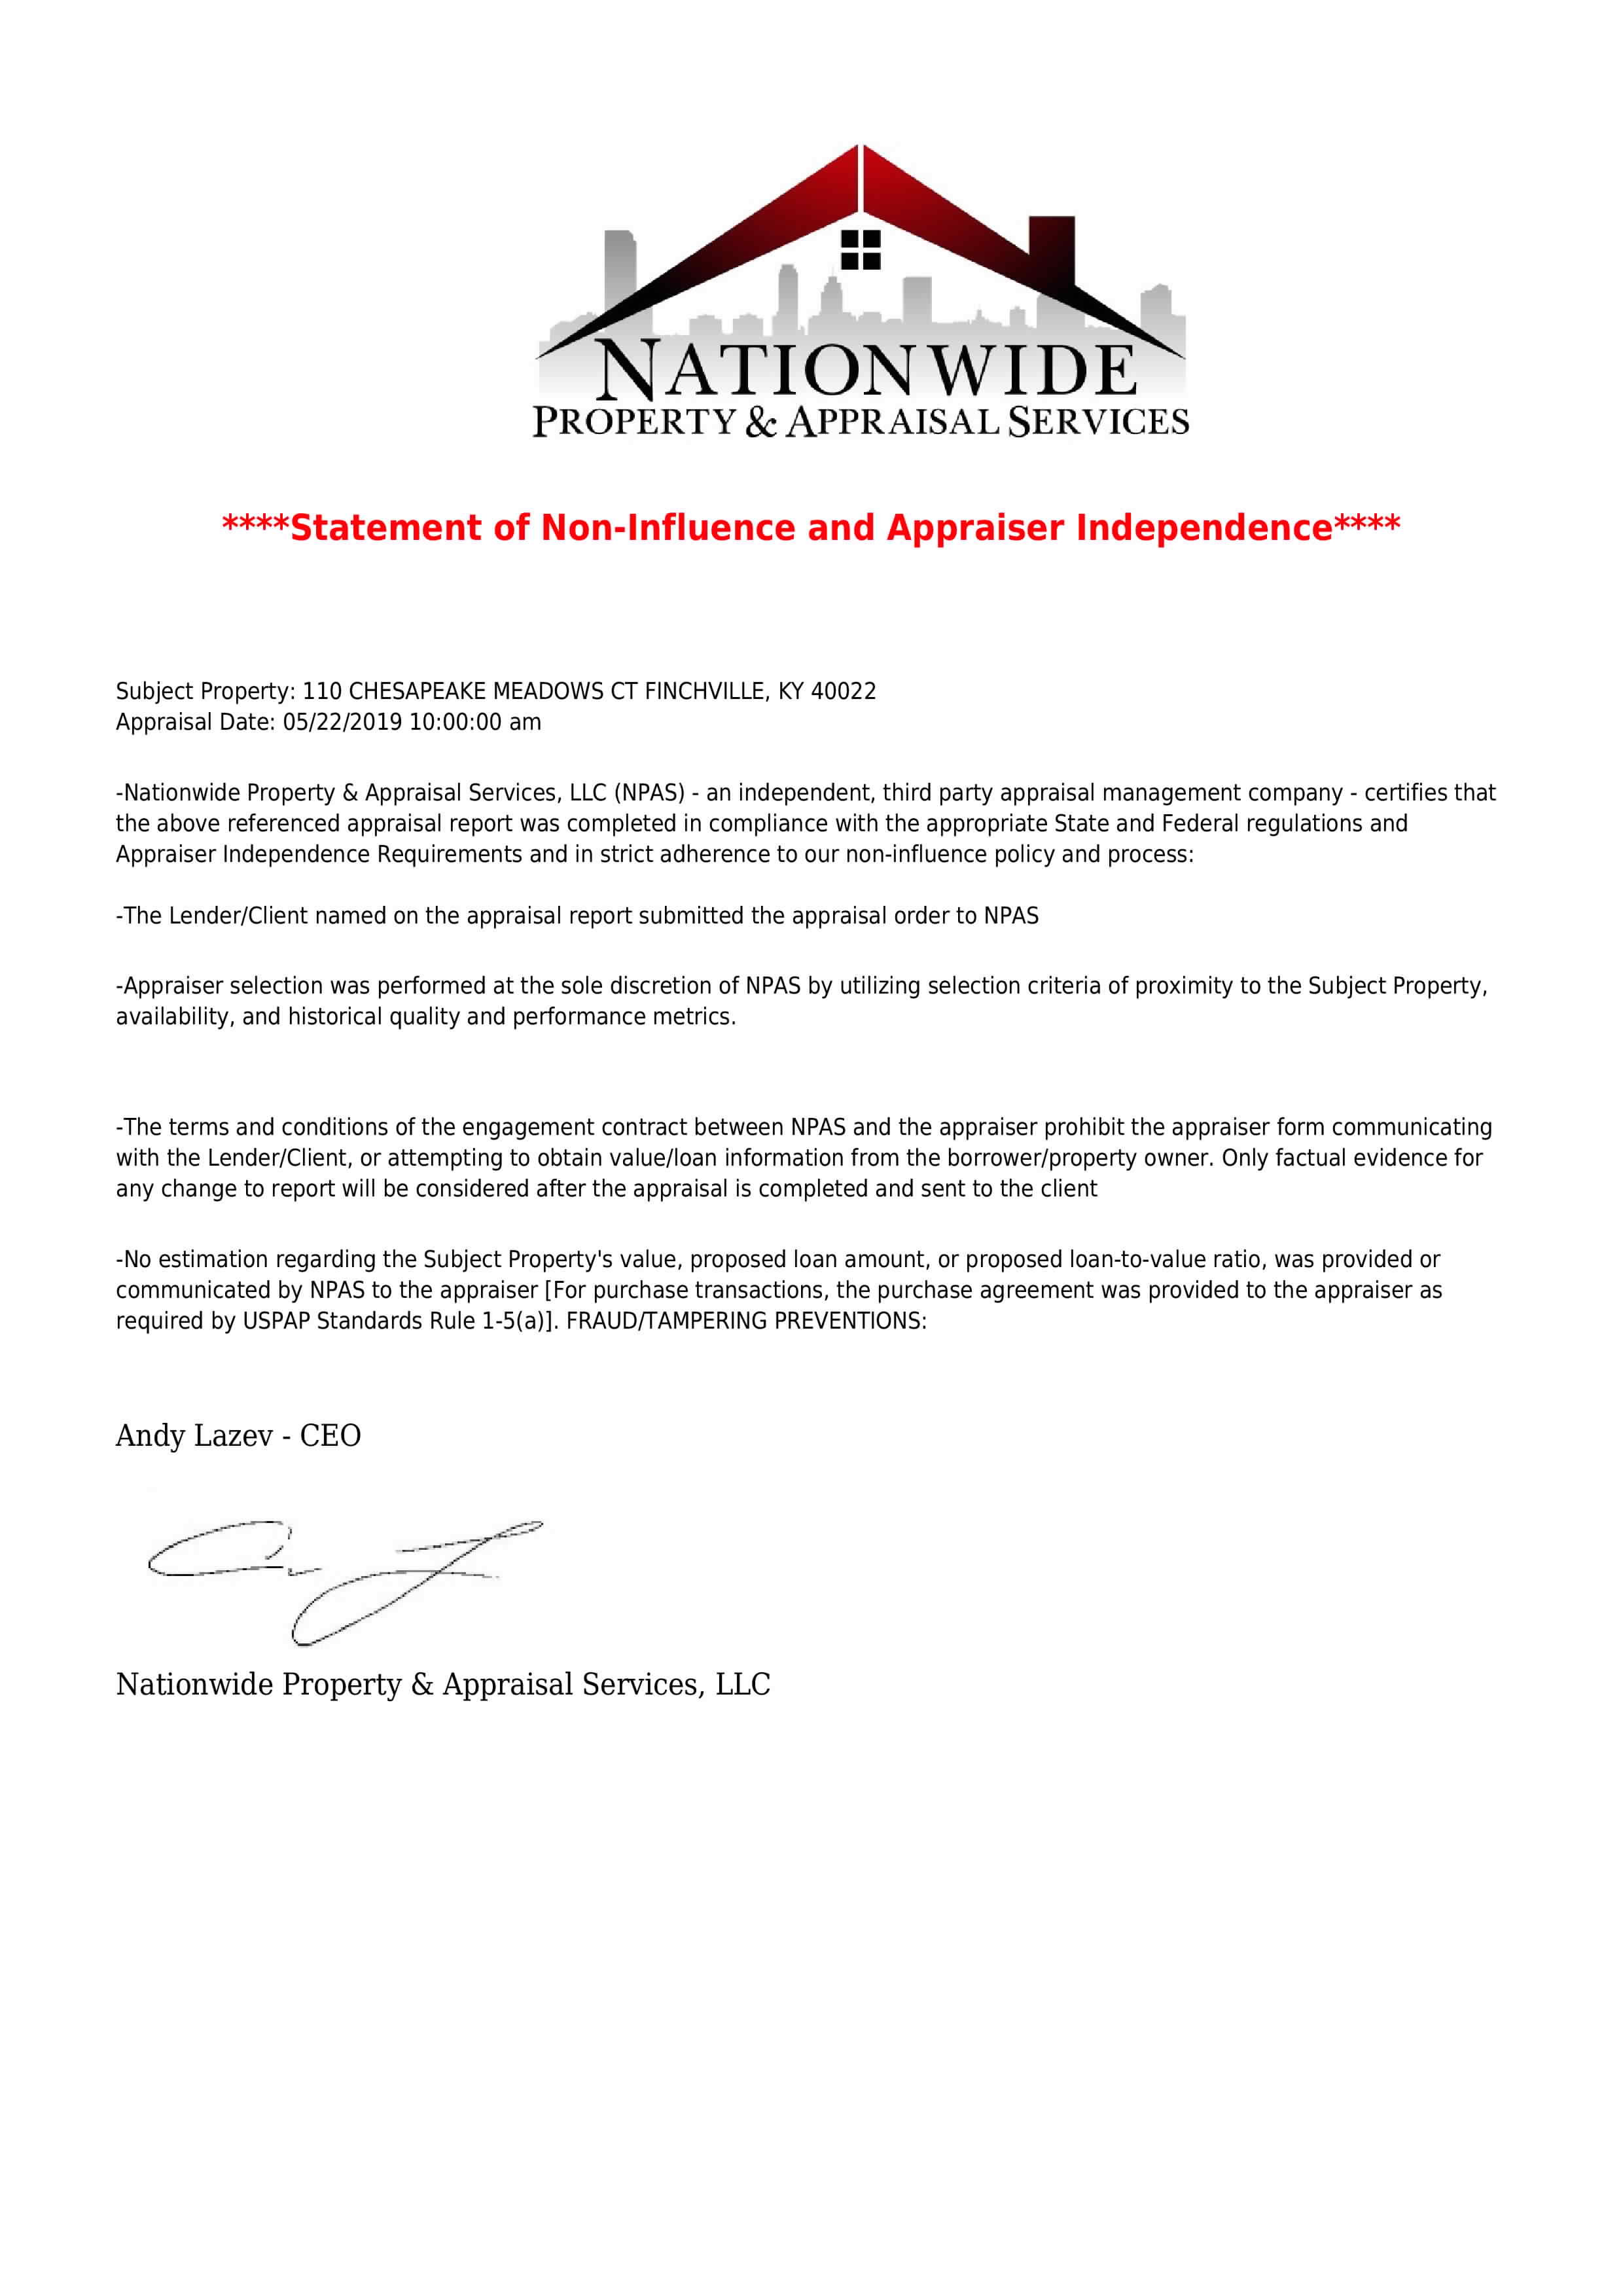 NATIONWIDE
PROPERTY & APPRAISAL SERVICES
****Statement of Non-Influence and Appraiser Independence****
Subject Property: 110 CHESAPEAKE MEADOWS CT FINCHVILLE, KY 40022
Appraisal Date: 05/22/2019 10:00:00 am
-Nationwide Property & Appraisal Services, LLC (NPAS) - an independent, third party appraisal management company - certifies that
the above referenced appraisal report was completed in compliance with the appropriate State and Federal regulations and
Appraiser Independence Requirements and in strict adherence to our non-influence policy and process:
-The Lender/Client named on the appraisal report submitted the appraisal order to NPAS
-Appraiser selection was performed at the sole discretion of NPAS by utilizing selection criteria of proximity to the Subject Property,
availability, and historical quality and performance metrics.
-The terms and conditions of the engagement contract between NPAS and the appraiser prohibit the appraiser form communicating
with the Lender/Client, or attempting to obtain value/loan information from the borrower/property owner. Only factual evidence for
any change to report will be considered after the appraisal is completed and sent to the client
-No estimation regarding the Subject Property's value, proposed loan amount, or proposed loan-to-value ratio, was provided or
communicated by NPAS to the appraiser [For purchase transactions, the purchase agreement was provided to the appraiser as
required by USPAP Standards Rule 1-5(a)]. FRAUD/TAMPERING PREVENTIONS:
Andy Lazev - CEO
Nationwide Property & Appraisal Services, LLC